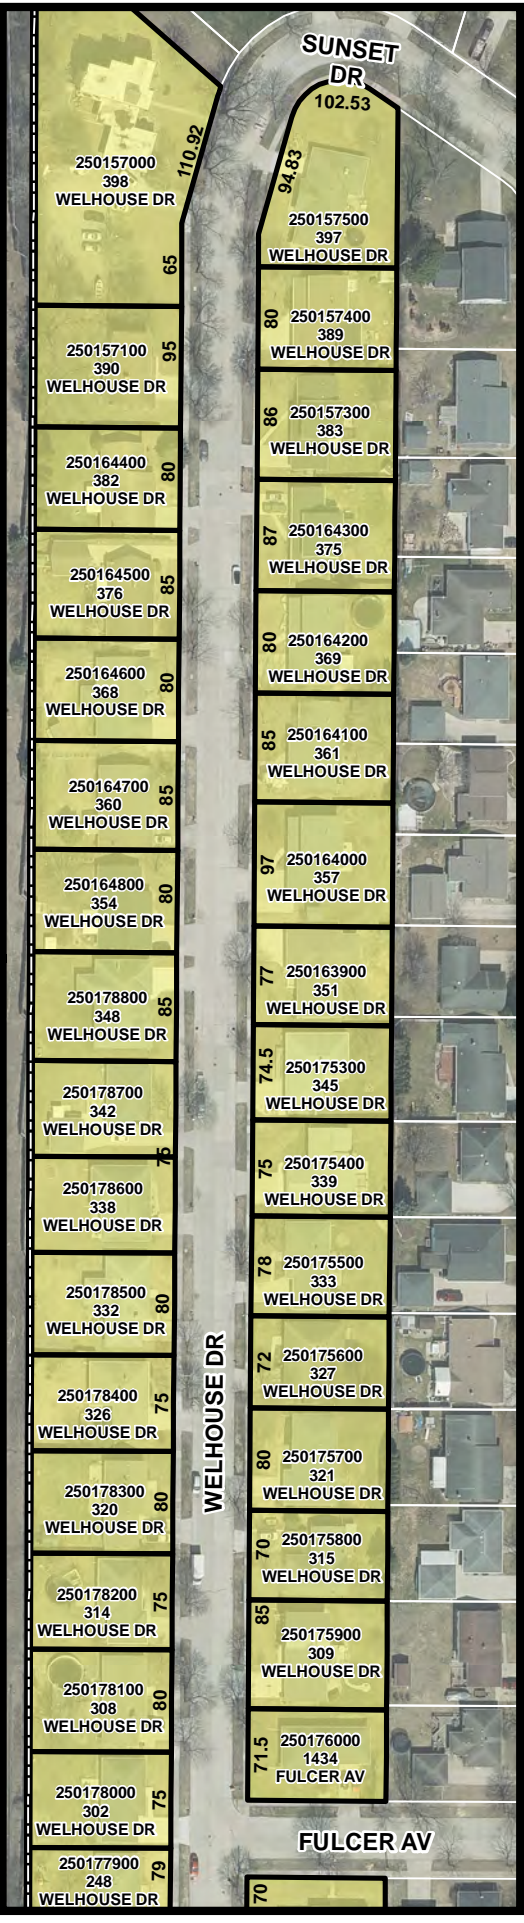 SUNSET
DR
102.53
110.92
94.83
250157000
398
WELHOUSE DR
65
250157500
397
WELHOUSE DR
250157100
390
WELHOUSE DR
95
80
250157400
389
WELHOUSE DR
86
250157300
383
WELHOUSE DR
250164400
382
WELHOUSE DR
80
87
250164300
375
WELHOUSE DR
250164500
376
WELHOUSE DR
85
80
250164200
369
WELHOUSE DR
250164600
368
WELHOUSE DR
80
85
250164100
361
WELHOUSE DR
250164700
360
WELHOUSE DR
85
97
250164000
357
WELHOUSE DR
250164800
354
WELHOUSE DR
80
77
250163900
351
WELHOUSE DR
250178800
348
WELHOUSE DR
85
74.5
250175300
345
WELHOUSE DR
250178700
342
WELHOUSE DR
75
75
250175400
339
WELHOUSE DR
250178600
338
WELHOUSE DR
78
250175500
333
WELHOUSE DR
250178500
332
WELHOUSE DR
80
WELHOUSE DR
72
250175600
327
WELHOUSE DR
250178400
326
WELHOUSE DR
75
80
250175700
321
WELHOUSE DR
250178300
320
WELHOUSE DR
80
70
250175800
315
WELHOUSE DR
250178200
314
WELHOUSE DR
75
85
250175900
309
WELHOUSE DR
250178100
308
WELHOUSE DR
80
71.5
250176000
1434
FULCER AV
250178000
302
WELHOUSE DR
75
FULCER AV
250177900
248
WELHOUSE DR
79
70